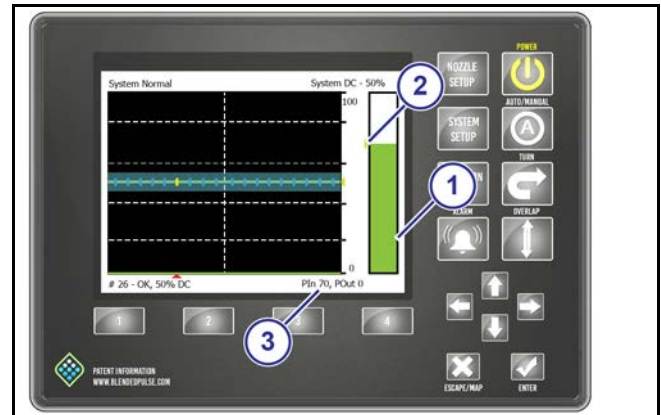 POWER
NOZZLE
SETUP
System Normal
System DC - 50%
2
100
AUTO/MANUAL
SYSTEM
SETUP
A
TURN
1
ALARM
OVERLAP
0
# 26 - OK, 50% DC
PIn 70, POut 0
1
2
3
4
3
PATENT INFORMATION
WWW.BLENDEDPULSE.COM
ESCAPE/MAP
ENTER